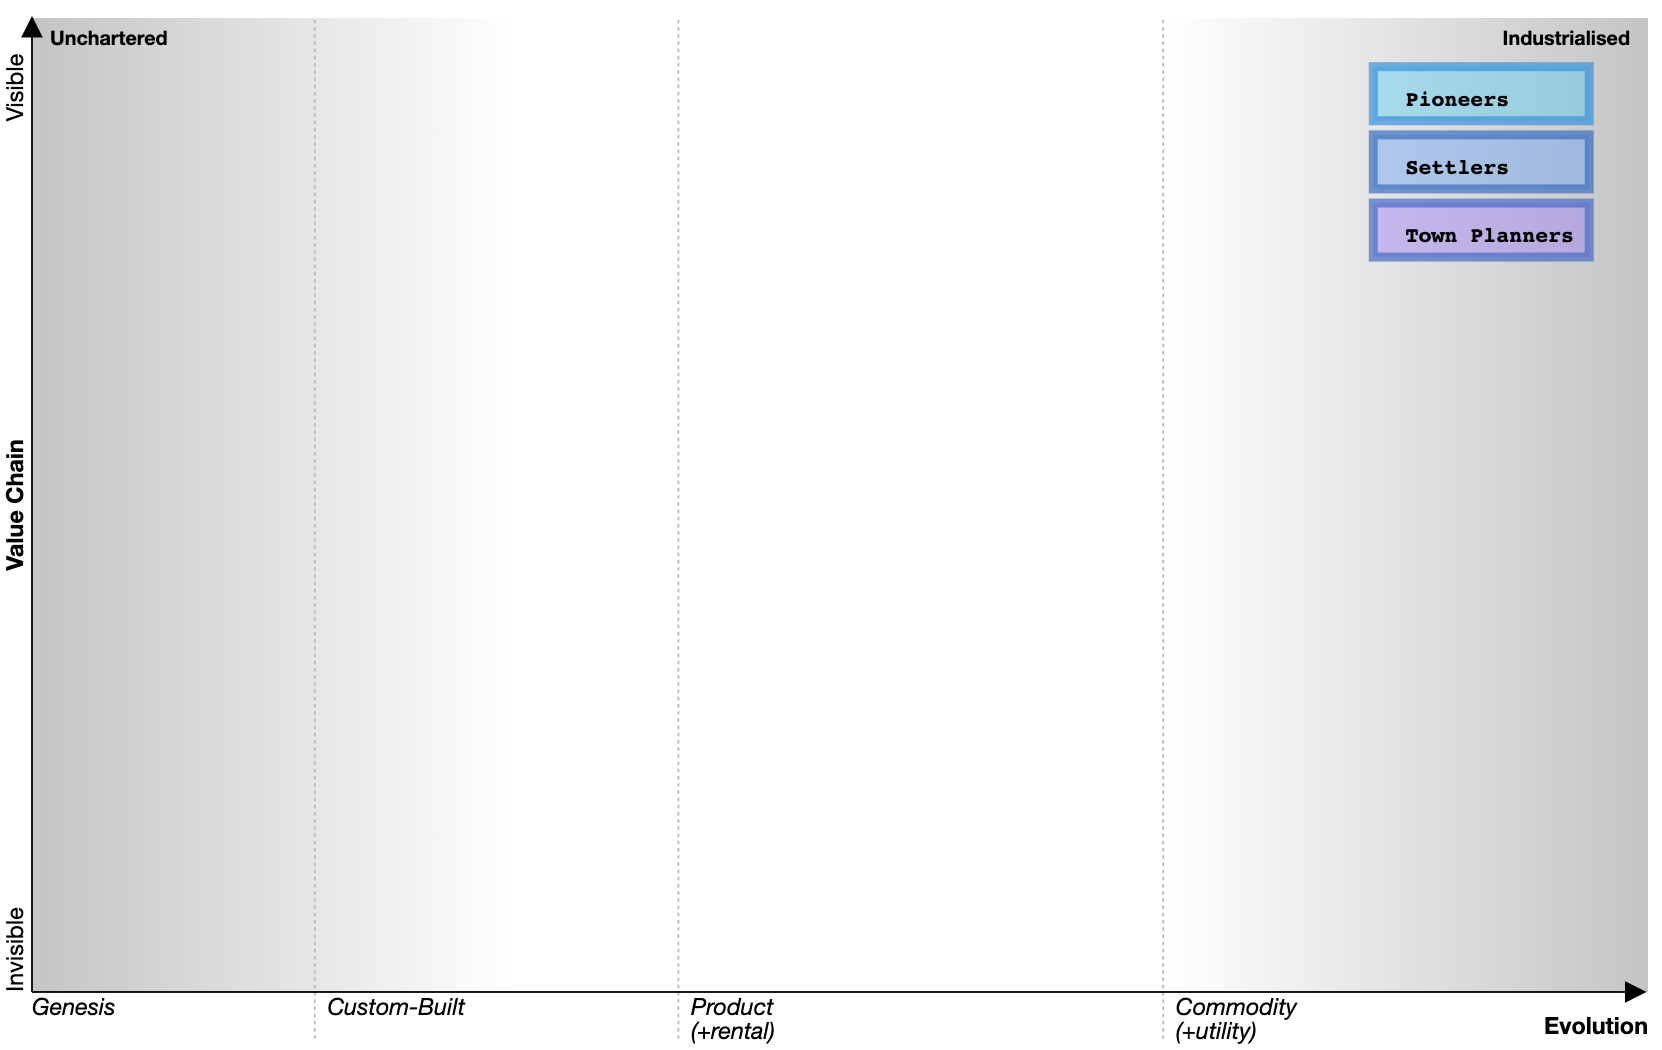 Unchartered
Industrialised
Visible
Pioneers
Settlers
Town Planners
Value Chain
Invisible
Genesis
Custom-Built
Product
(+rental)
Commodity
(+utility)
Evolution